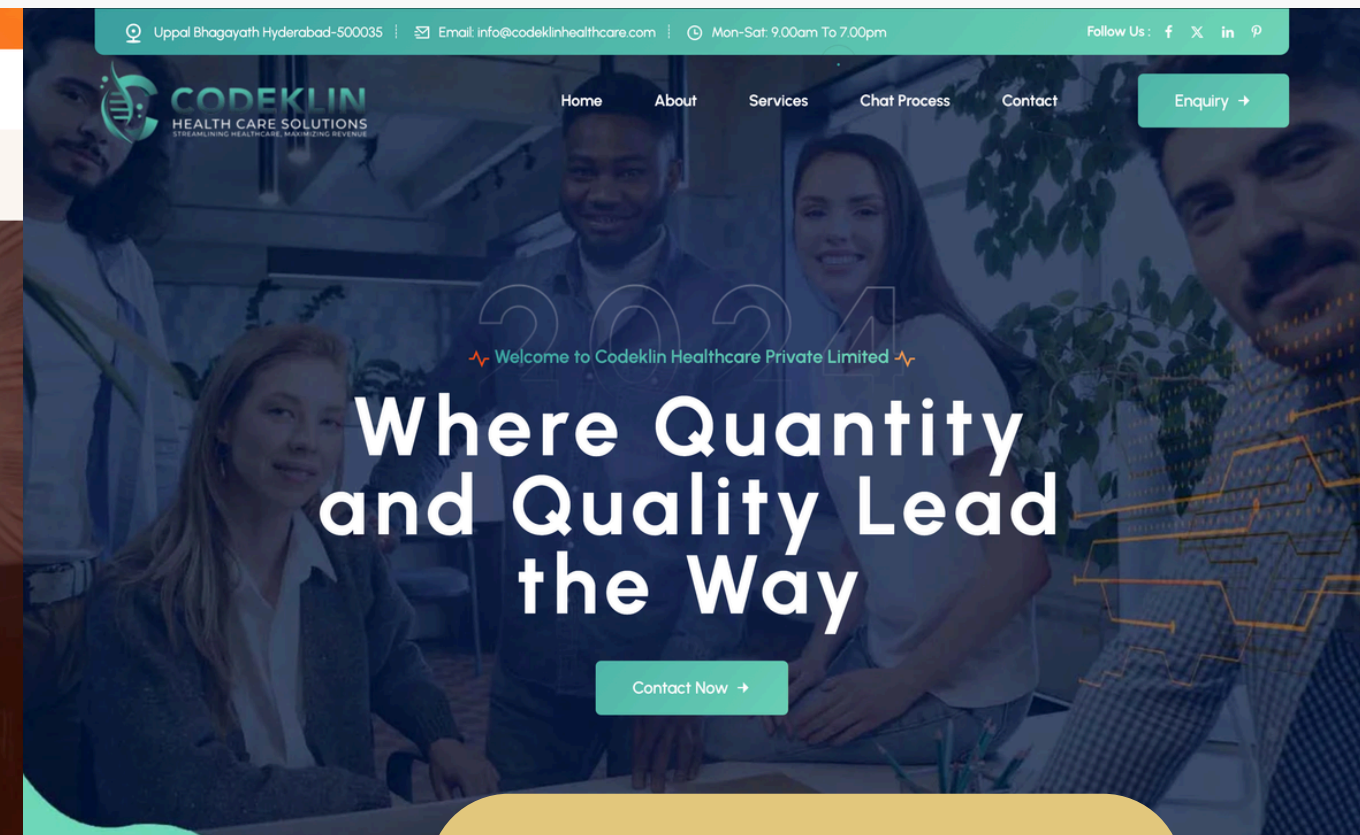 Uppal Bhagayath Hyderabad-500035
Email: info@codeklinhealthcare.com
Mon-Sat: 9.00am To 7.00pm
Follow Us :
CODEKLIN
HEALTH CARE SOLUTIONS
STREAMLINING HEALTHCARE, MAXIMIZING REVENUE
Home
About
Services
Chat Process
Contact
Enquiry
2024
Welcome to Codeklin Healthcare Private Limited
Where Quantity
and Quality Lead
the Way
Contact Now